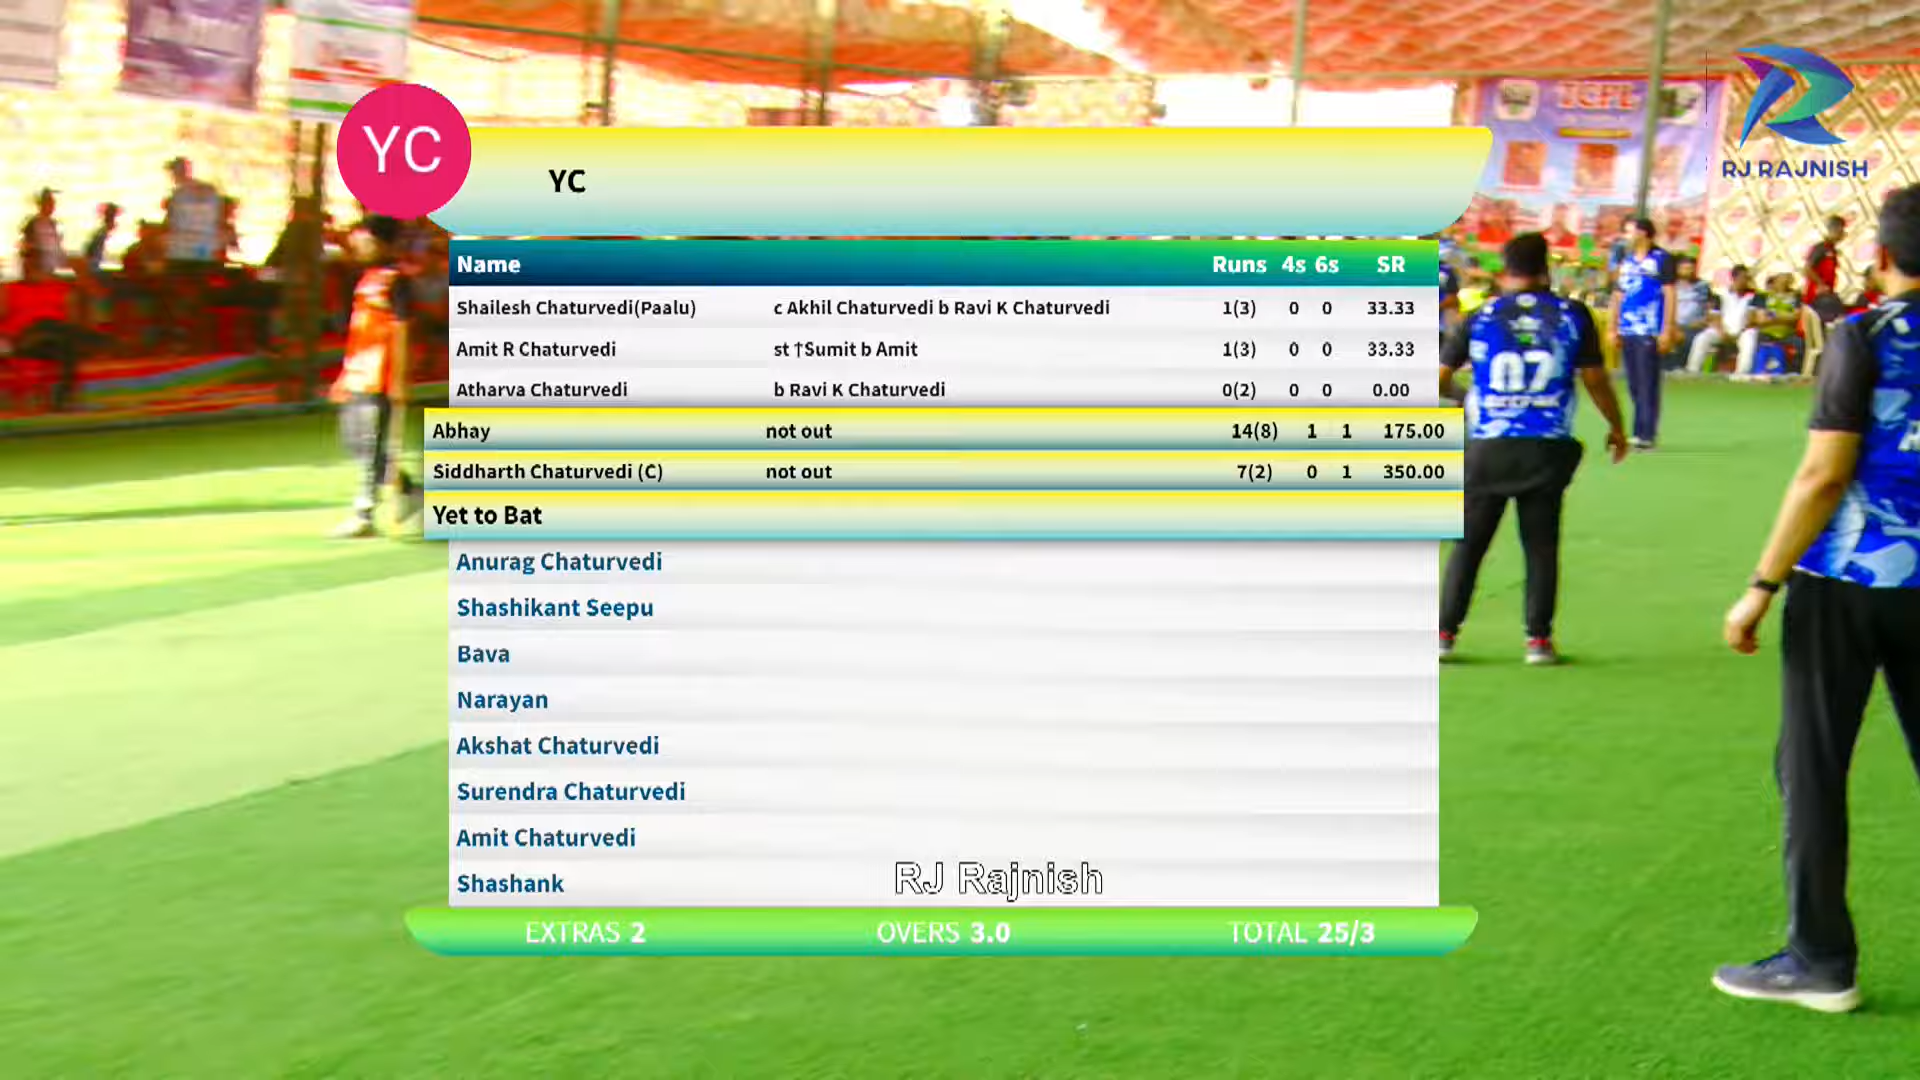 YC
YC
RJ RAJNISH
Name Runs 4s 6s SR
Shailesh Chaturvedi(Paalu) c Akhil Chaturvedi b Ravi K Chaturvedi 1(3) 0 0 33.33
Amit R Chaturvedi st †Sumit b Amit 1(3) 0 0 33.33
Atharva Chaturvedi b Ravi K Chaturvedi 0(2) 0 0 0.00
Abhay not out 14(8) 1 1 175.00
Siddharth Chaturvedi (C) not out 7(2) 0 1 350.00
Yet to Bat
Anurag Chaturvedi
Shashikant Seepu
Bava
Narayan
Akshat Chaturvedi
Surendra Chaturvedi
Amit Chaturvedi
Shashank
RJ Rajnish
EXTRAS 2 OVERS 3.0 TOTAL 25/3
07